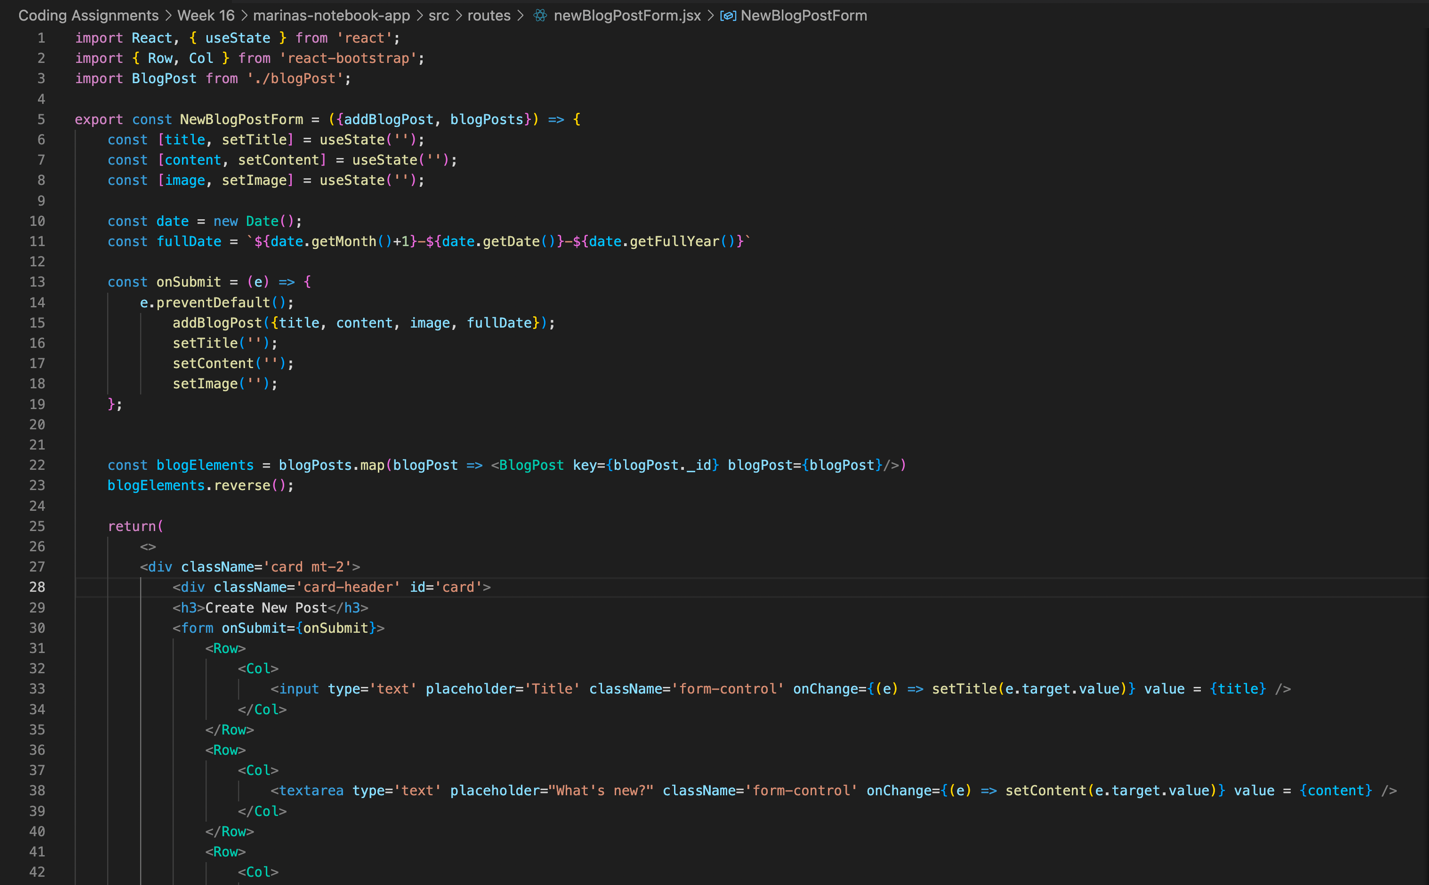 Coding Assignments > Week 16 > marinas-notebook-app > src > routes > newBlogPostForm.jsx > NewBlogPostForm
1 import React, { useState } from 'react';
2 import { Row, Col } from 'react-bootstrap';
3 import BlogPost from './blogPost';
4
5 export const NewBlogPostForm = ({addBlogPost, blogPosts}) => {
6     const [title, setTitle] = useState('');
7     const [content, setContent] = useState('');
8     const [image, setImage] = useState('');
9
10     const date = new Date();
11     const fullDate = `${date.getMonth()+1}-${date.getDate()}-${date.getFullYear()}`
12
13     const onSubmit = (e) => {
14         e.preventDefault();
15             addBlogPost({title, content, image, fullDate});
16             setTitle('');
17             setContent('');
18             setImage('');
19     };
20
21
22     const blogElements = blogPosts.map(blogPost => <BlogPost key={blogPost._id} blogPost={blogPost}/>)
23     blogElements.reverse();
24
25     return(
26         <>
27         <div className='card mt-2'>
28             <div className='card-header' id='card'>
29             <h3>Create New Post</h3>
30             <form onSubmit={onSubmit}>
31                 <Row>
32                     <Col>
33                         <input type='text' placeholder='Title' className='form-control' onChange={(e) => setTitle(e.target.value)} value = {title} />
34                     </Col>
35                 </Row>
36                 <Row>
37                     <Col>
38                         <textarea type='text' placeholder="What's new?" className='form-control' onChange={(e) => setContent(e.target.value)} value = {content} />
39                     </Col>
40                 </Row>
41                 <Row>
42                     <Col>